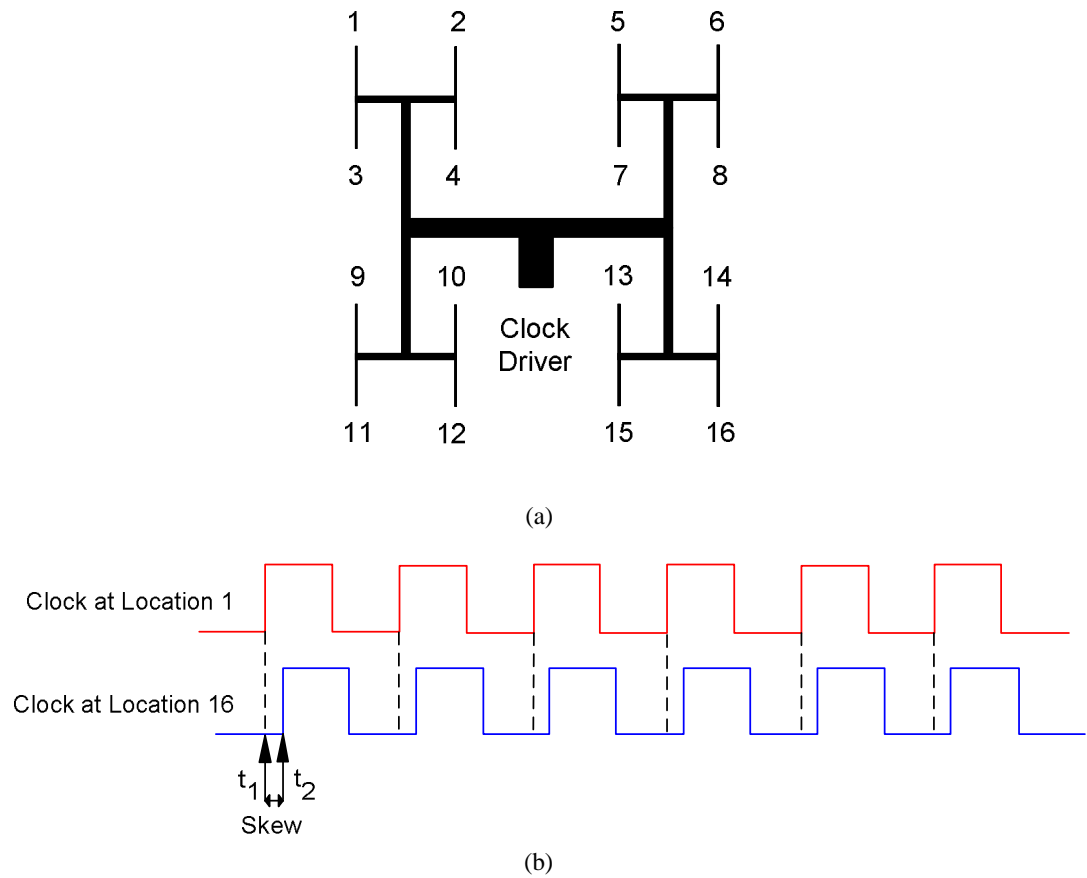 1 2 5 6
3 4 7 8
9 10 13 14
Clock
Driver
11 12 15 16
(a)
Clock at Location 1
Clock at Location 16
t1 t2
Skew
(b)